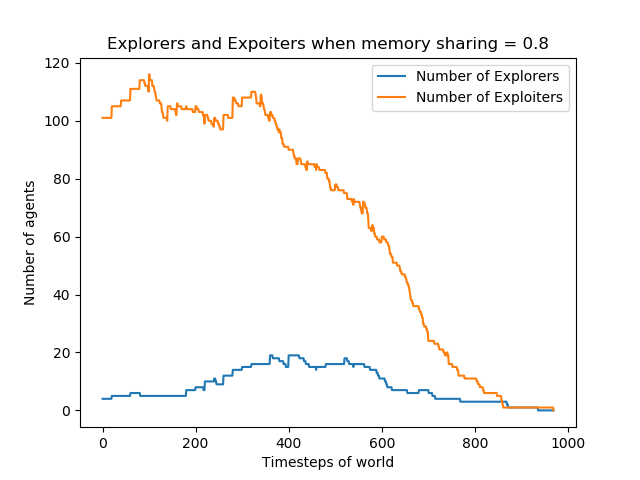 Explorers and Expoiters when memory sharing = 0.8
Number of Explorers
Number of Exploiters
120
100
80
60
40
20
0
Number of agents
0 200 400 600 800 1000
Timesteps of world